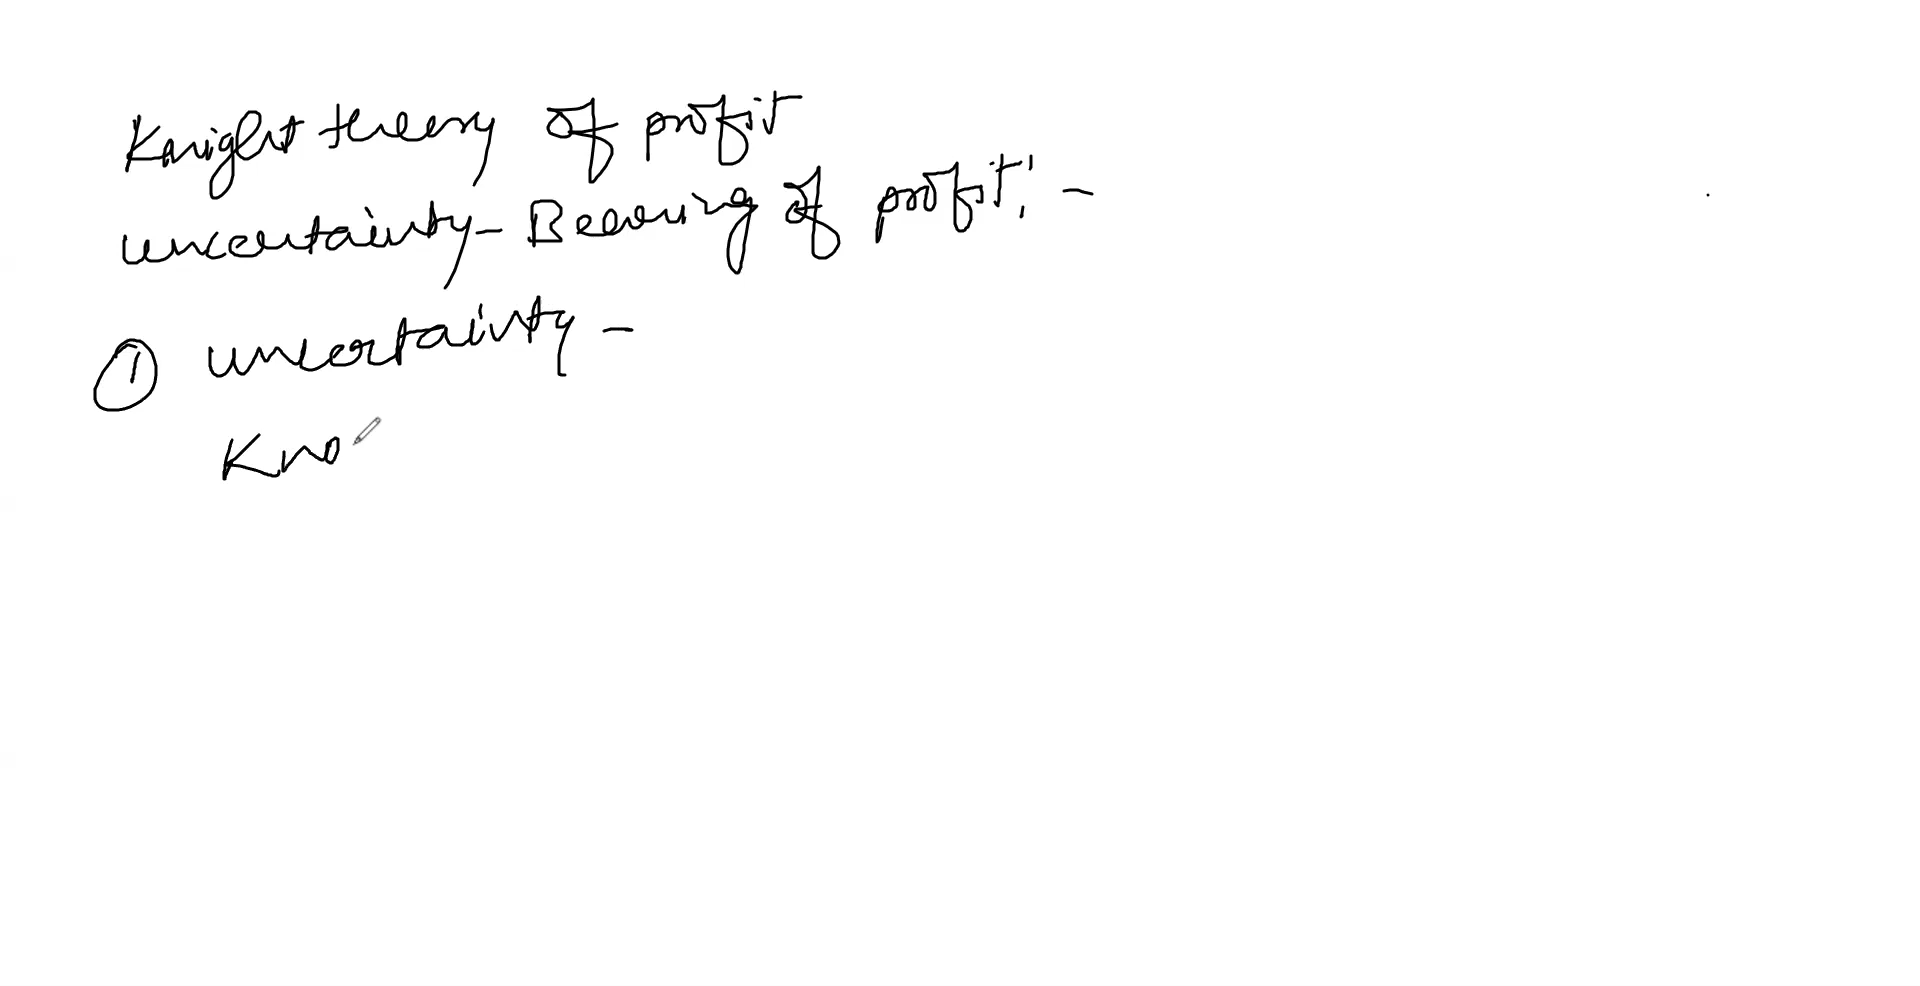 Knight theory of profit
uncertainty - Bearing of profit! -
① uncertainty -
Kno